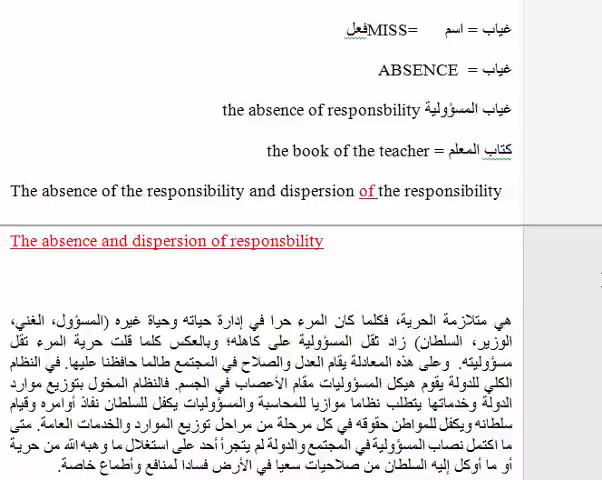 غياب = اسم =MISSفعل
غياب = ABSENCE
غياب المسؤولية the absence of responsbility
كتاب المعلم = the book of the teacher
The absence of the responsibility and dispersion of the responsibility
The absence and dispersion of responsbility
هي متلازمة الحرية، فكلما كان المرء حرا في إدارة حياته وحياة غيره (المسؤول، الغني،
الوزير، السلطان) زاد ثقل المسؤولية على كاهله؛ وبالعكس كلما قلت حرية المرء تقل
مسؤوليته. وعلى هذه المعادلة يقام العدل والصلاح في المجتمع طالما حافظنا عليها. في النظام
الكلي للدولة يقوم هيكل المسؤوليات مقام الأعصاب في الجسم. فالنظام المخول بتوزيع موارد
الدولة وخدماتها يتطلب نظاما موازيا للمحاسبة والمسؤوليات يكفل للسلطان نفاذ أوامره وقيام
سلطانه ويكفل للمواطن حقوقه في كل مرحلة من مراحل توزيع الموارد والخدمات العامة. متى
ما اكتمل نصاب المسؤولية في المجتمع والدولة لم يتجرأ أحد على استغلال ما وهبه الله من حرية
أو ما أوكل إليه السلطان من صلاحيات سعيا في الأرض فسادا لمنافع وأطماع خاصة.